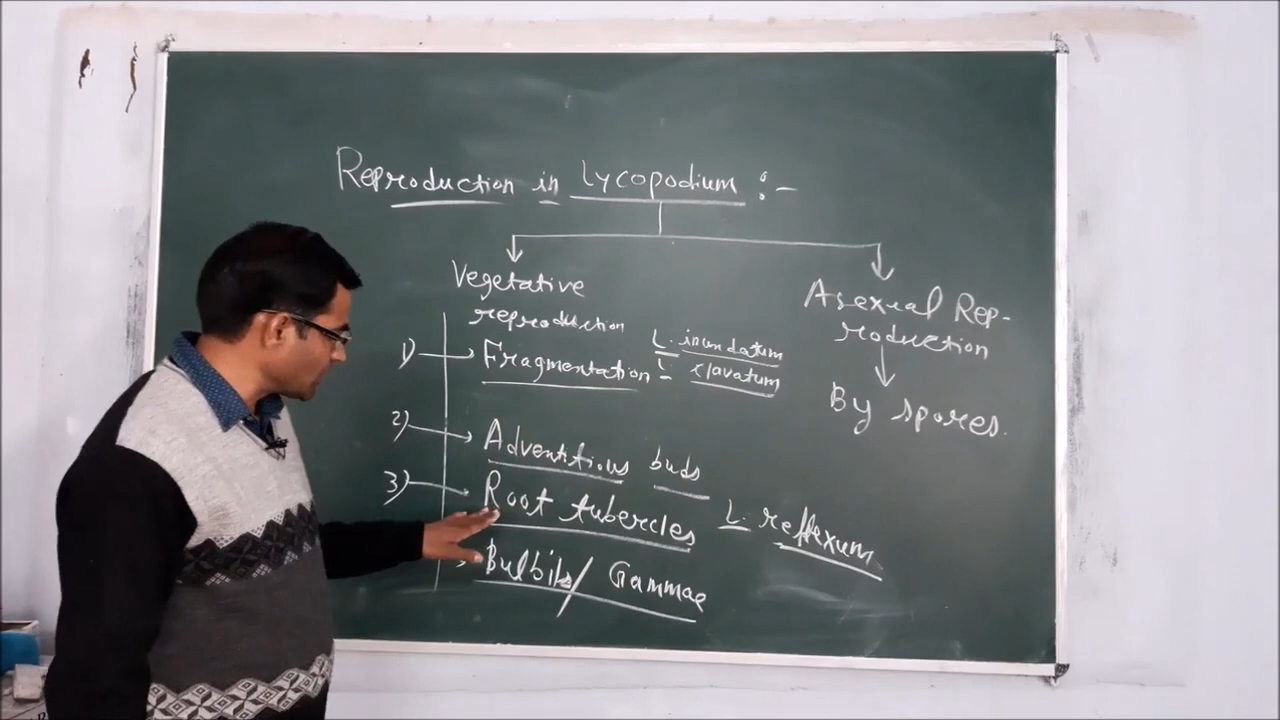 Reproduction in Lycopodium :-
Vegetative
reproduction
1) Fragmentation - L. inundatum
L. clavatum
2) Adventitious buds
3) Root tubercles L. reflexum
Bulbils / Gammae
Asexual Rep-
roduction
By spores.